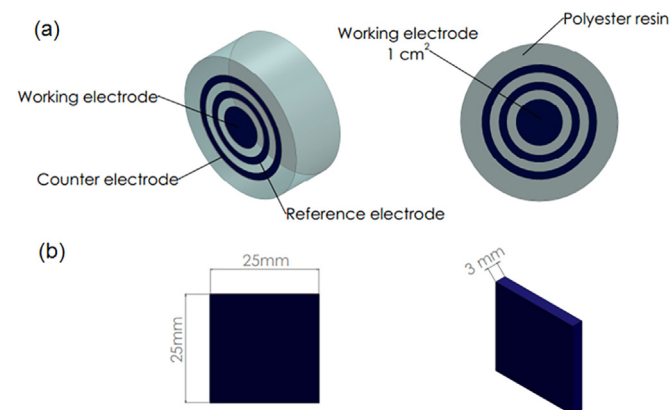 (a)
Polyester resin
Working electrode
1 cm²
Working electrode
Counter electrode
Reference electrode
(b)
25mm
25mm
3 mm